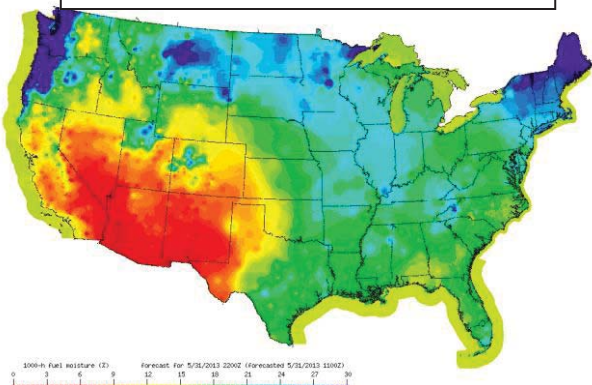 1000-h fuel moisture (%) forecast for 5/31/2013 2200Z (forecasted 5/31/2013 1100Z)
0 3 6 9 12 15 18 21 24 27 30